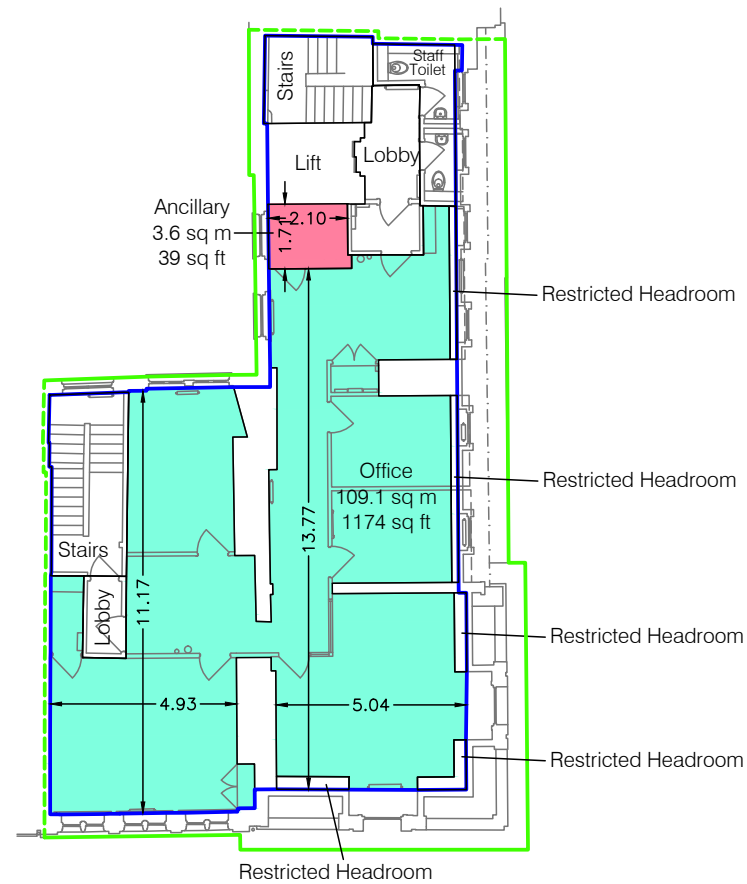 Stairs
Staff
Toilet
Lift
Lobby
Ancillary
3.6 sq m
39 sq ft
2.10
1.71
Restricted Headroom
Restricted Headroom
Office
109.1 sq m
1174 sq ft
13.77
Stairs
Lobby
11.17
Restricted Headroom
4.93
5.04
Restricted Headroom
Restricted Headroom